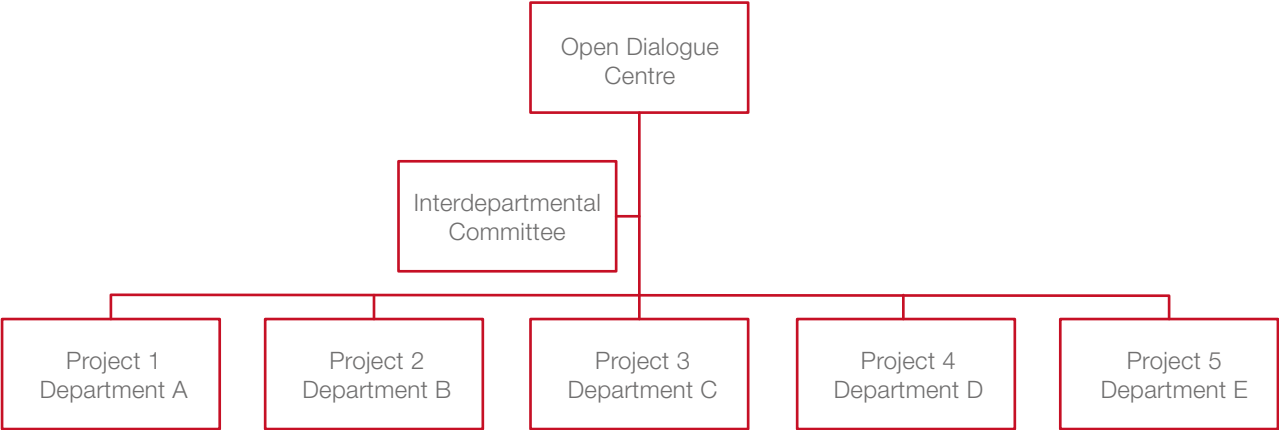 Open Dialogue
Centre
Interdepartmental
Committee
Project 1
Department A
Project 2
Department B
Project 3
Department C
Project 4
Department D
Project 5
Department E